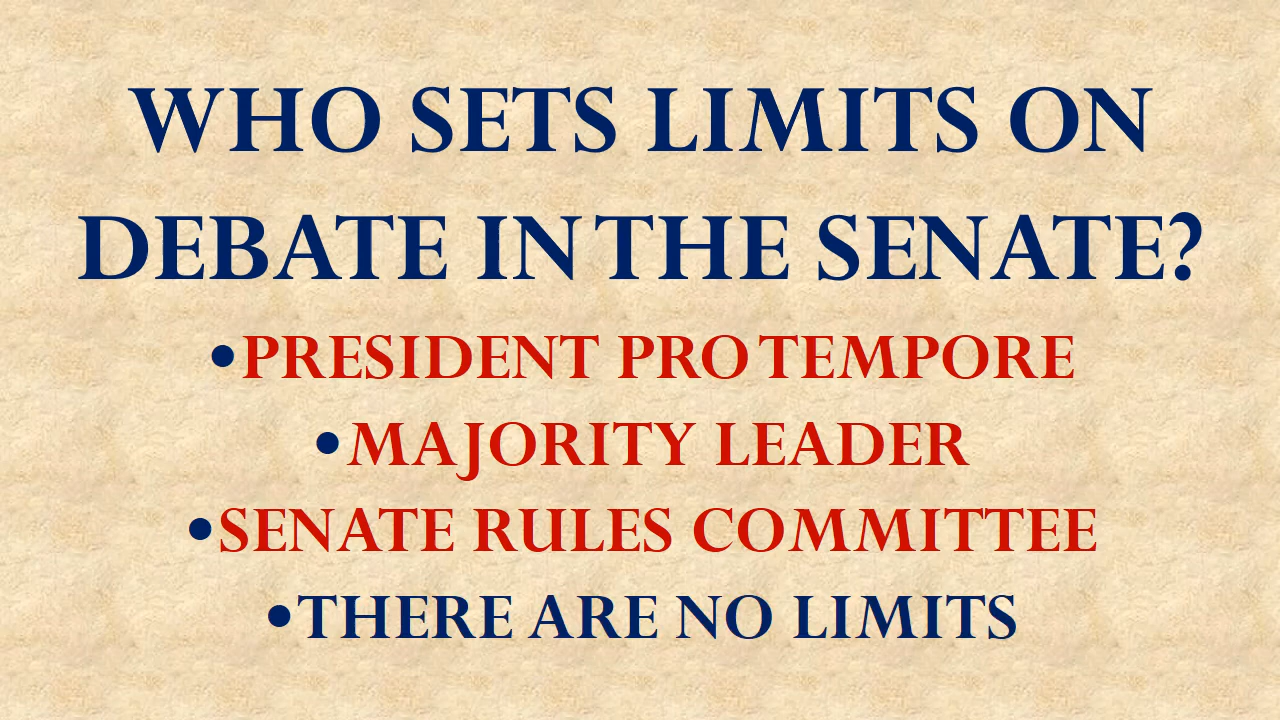 WHO SETS LIMITS ON
DEBATE IN THE SENATE?
•PRESIDENT PRO TEMPORE
•MAJORITY LEADER
•SENATE RULES COMMITTEE
•THERE ARE NO LIMITS